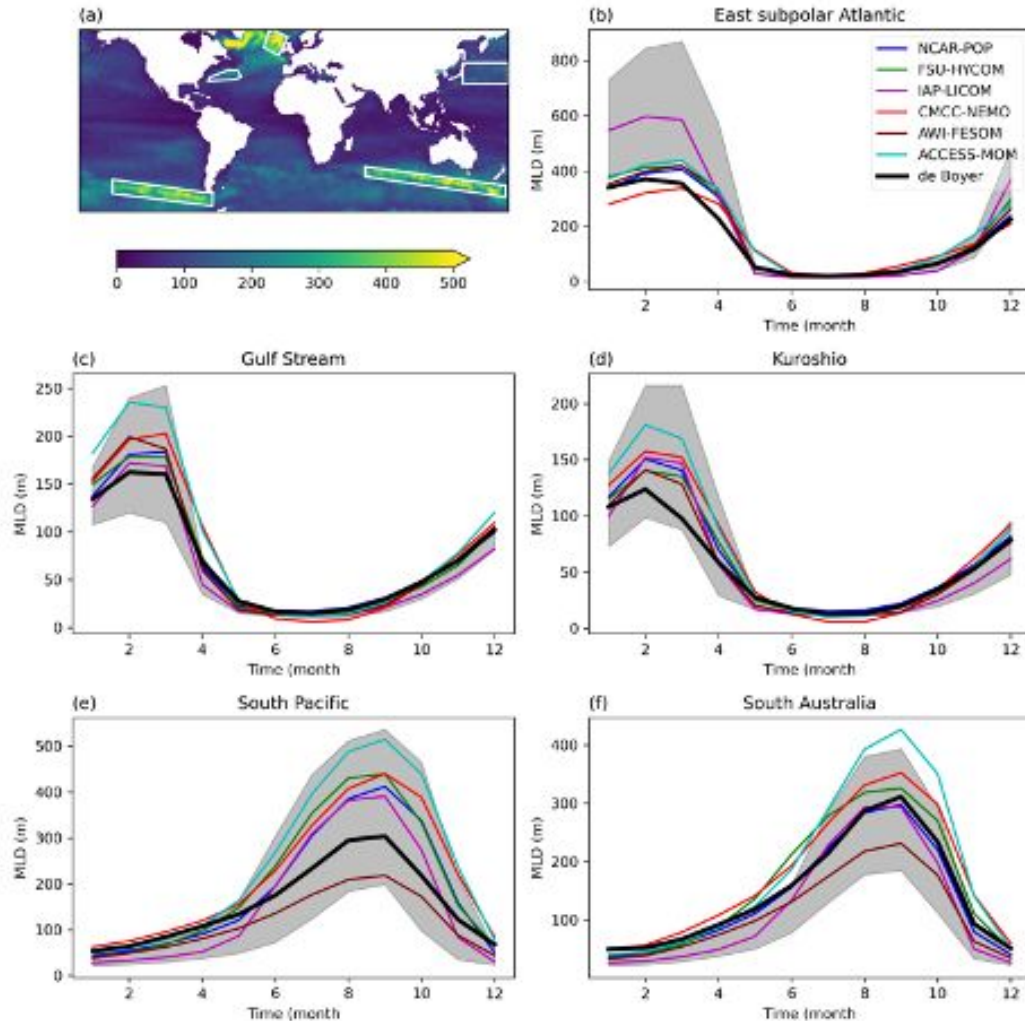 (a)
0 100 200 300 400 500
(b) East subpolar Atlantic
MLD (m)
800
600
400
200
0
NCAR-POP
FSU-HYCOM
IAP-LICOM
CMCC-NEMO
AWI-FESOM
ACCESS-MOM
de Boyer
2 4 6 8 10 12
Time (month
(c) Gulf Stream
MLD (m)
250
200
150
100
50
0
2 4 6 8 10 12
Time (month
(d) Kuroshio
MLD (m)
200
150
100
50
0
2 4 6 8 10 12
Time (month
(e) South Pacific
MLD (m)
500
400
300
200
100
0
2 4 6 8 10 12
Time (month
(f) South Australia
MLD (m)
400
300
200
100
2 4 6 8 10 12
Time (month